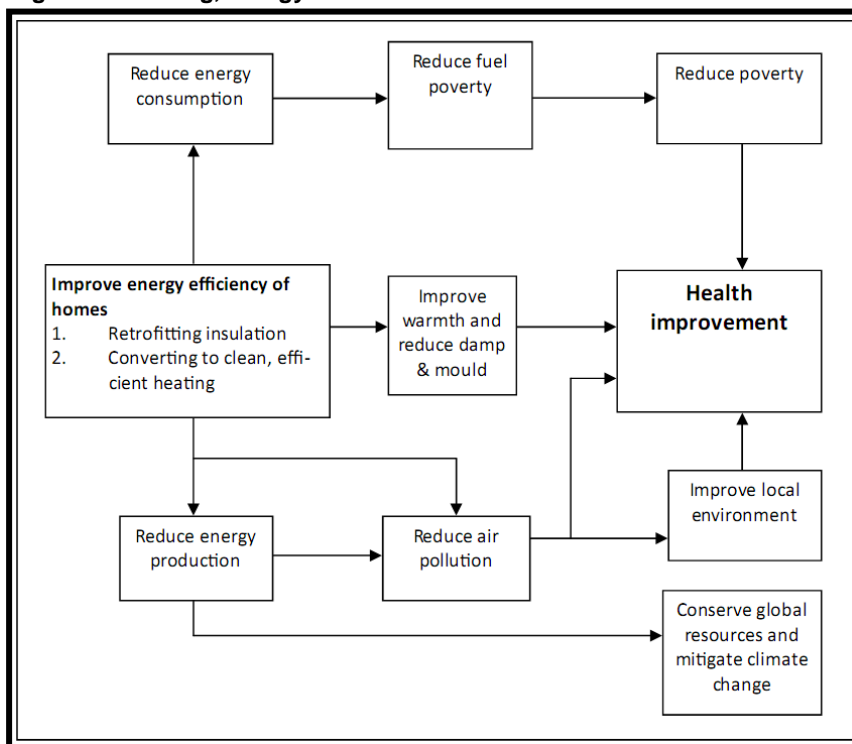 Reduce energy
consumption
Reduce fuel
poverty
Reduce poverty
Improve energy efficiency of
homes
1. Retrofitting insulation
2. Converting to clean, effi-
cient heating
Improve
warmth and
reduce damp
& mould
Health
improvement
Reduce energy
production
Reduce air
pollution
Improve local
environment
Conserve global
resources and
mitigate climate
change